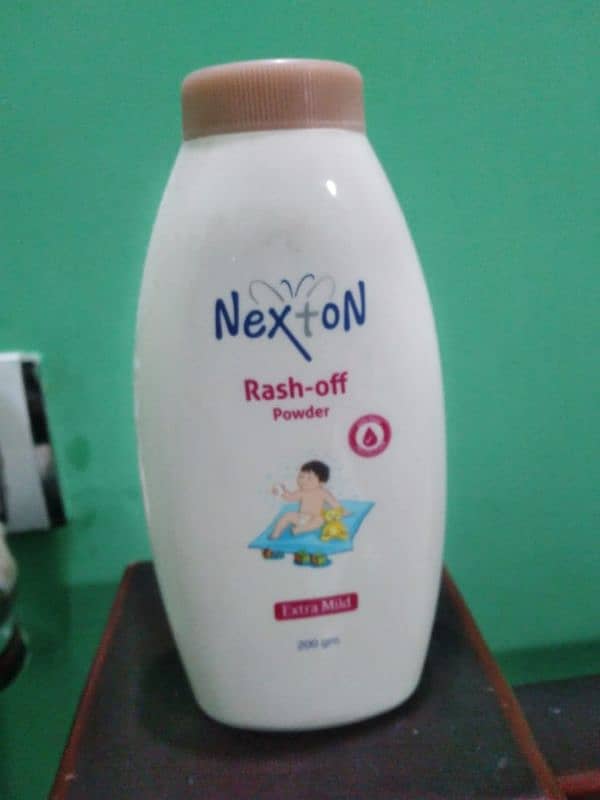 Nexton
Rash-off
Powder
Extra Mild
200 gm